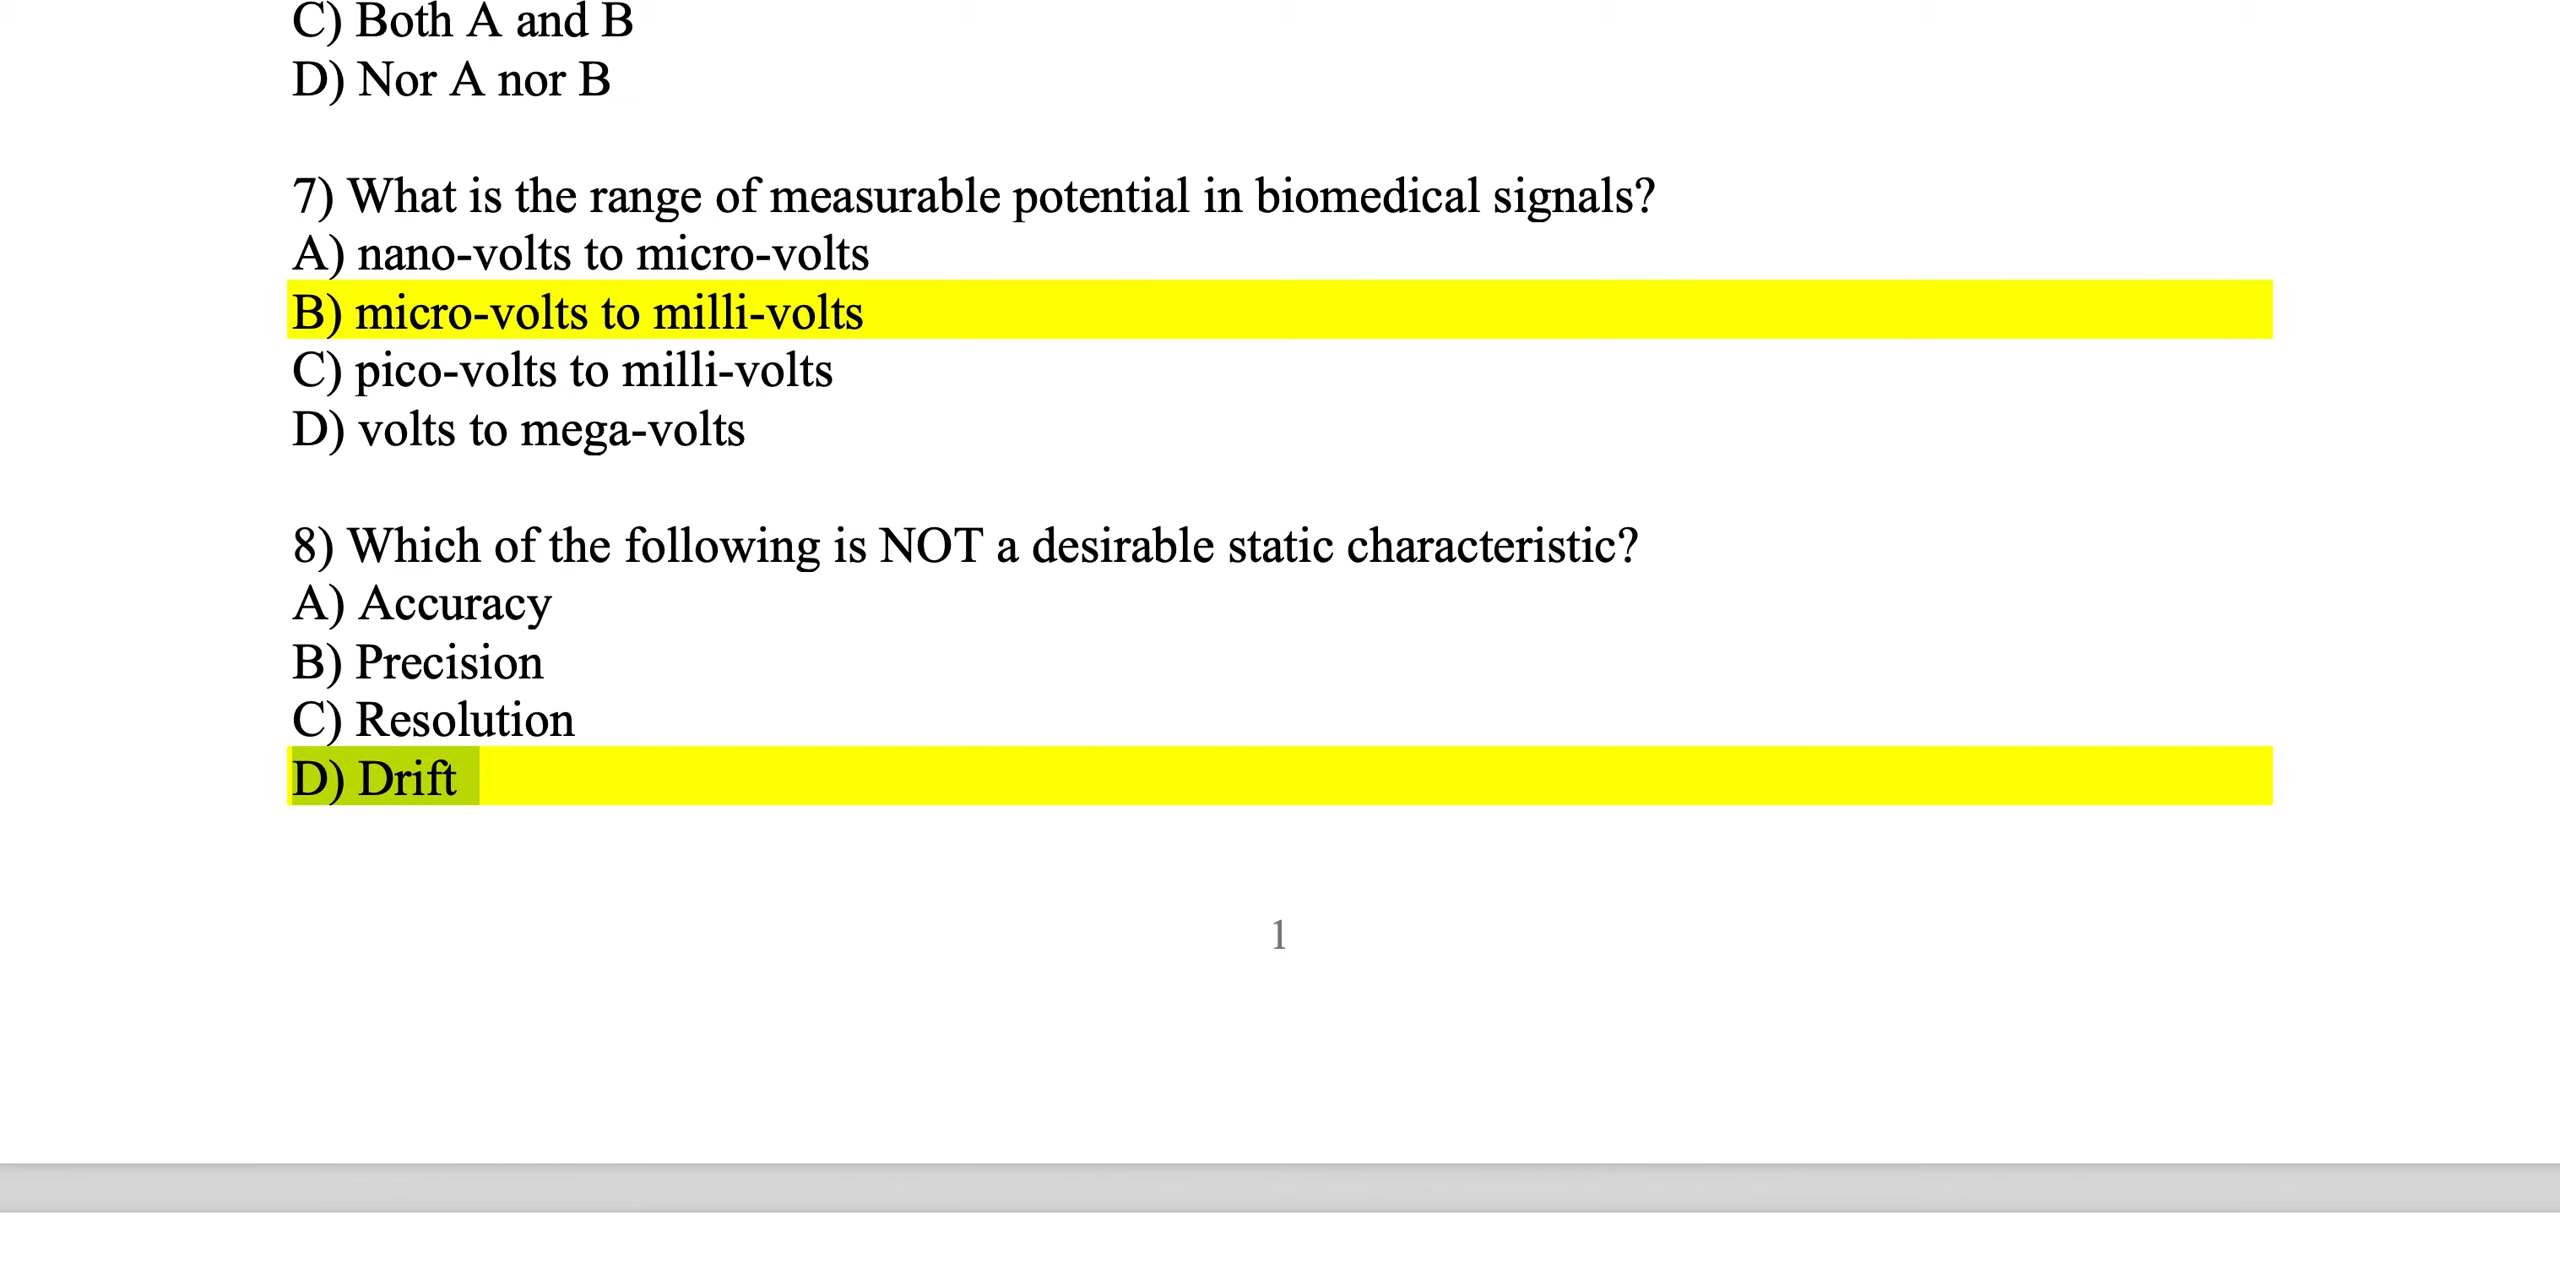 C) Both A and B
D) Nor A nor B
7) What is the range of measurable potential in biomedical signals?
A) nano-volts to micro-volts
B) micro-volts to milli-volts
C) pico-volts to milli-volts
D) volts to mega-volts
8) Which of the following is NOT a desirable static characteristic?
A) Accuracy
B) Precision
C) Resolution
D) Drift
1